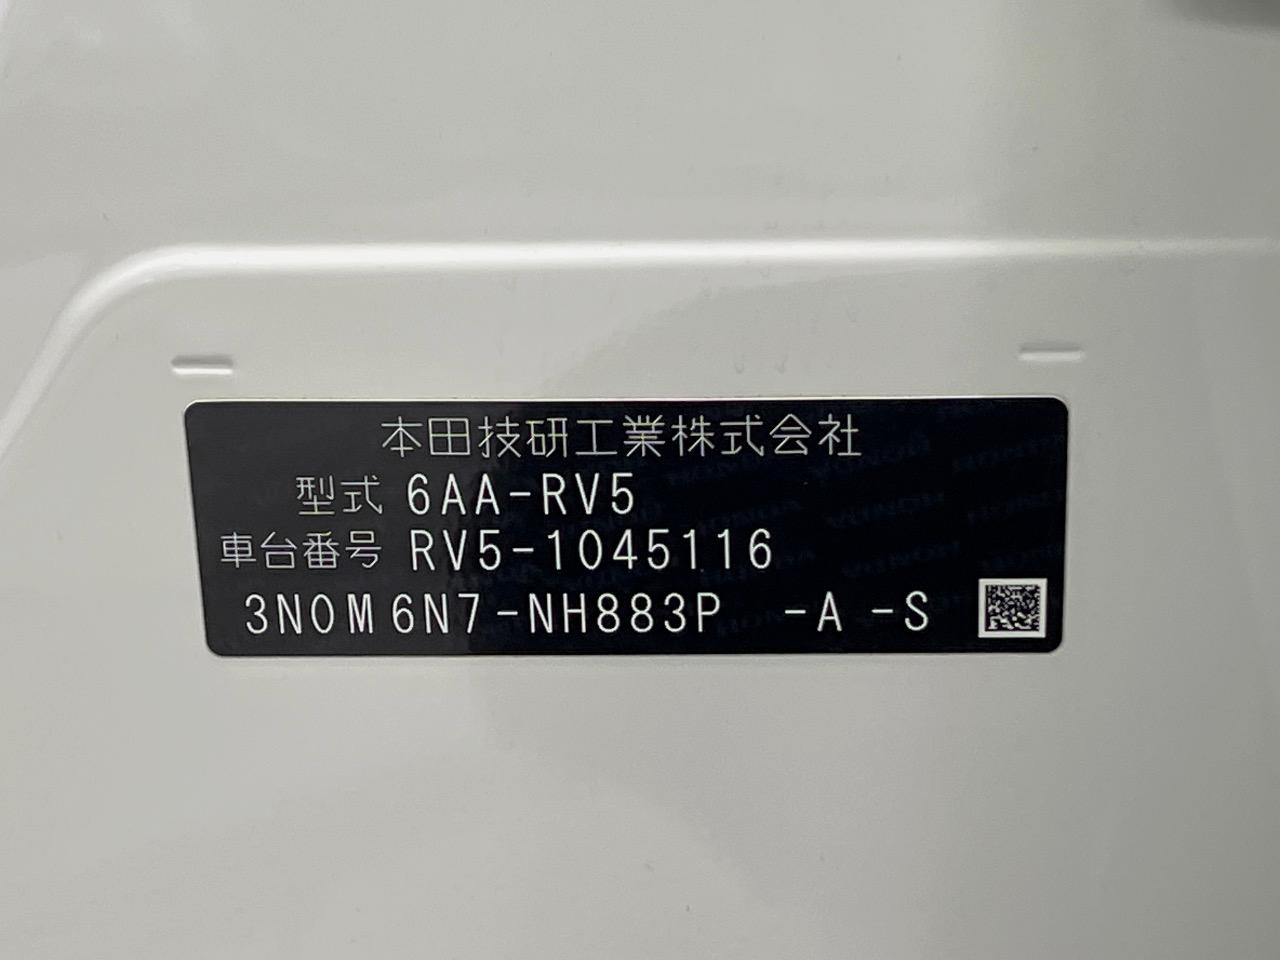 本田技研工業株式会社
型式 6AA-RV5
車台番号 RV5-1045116
3N0M6N7-NH883P -A -S